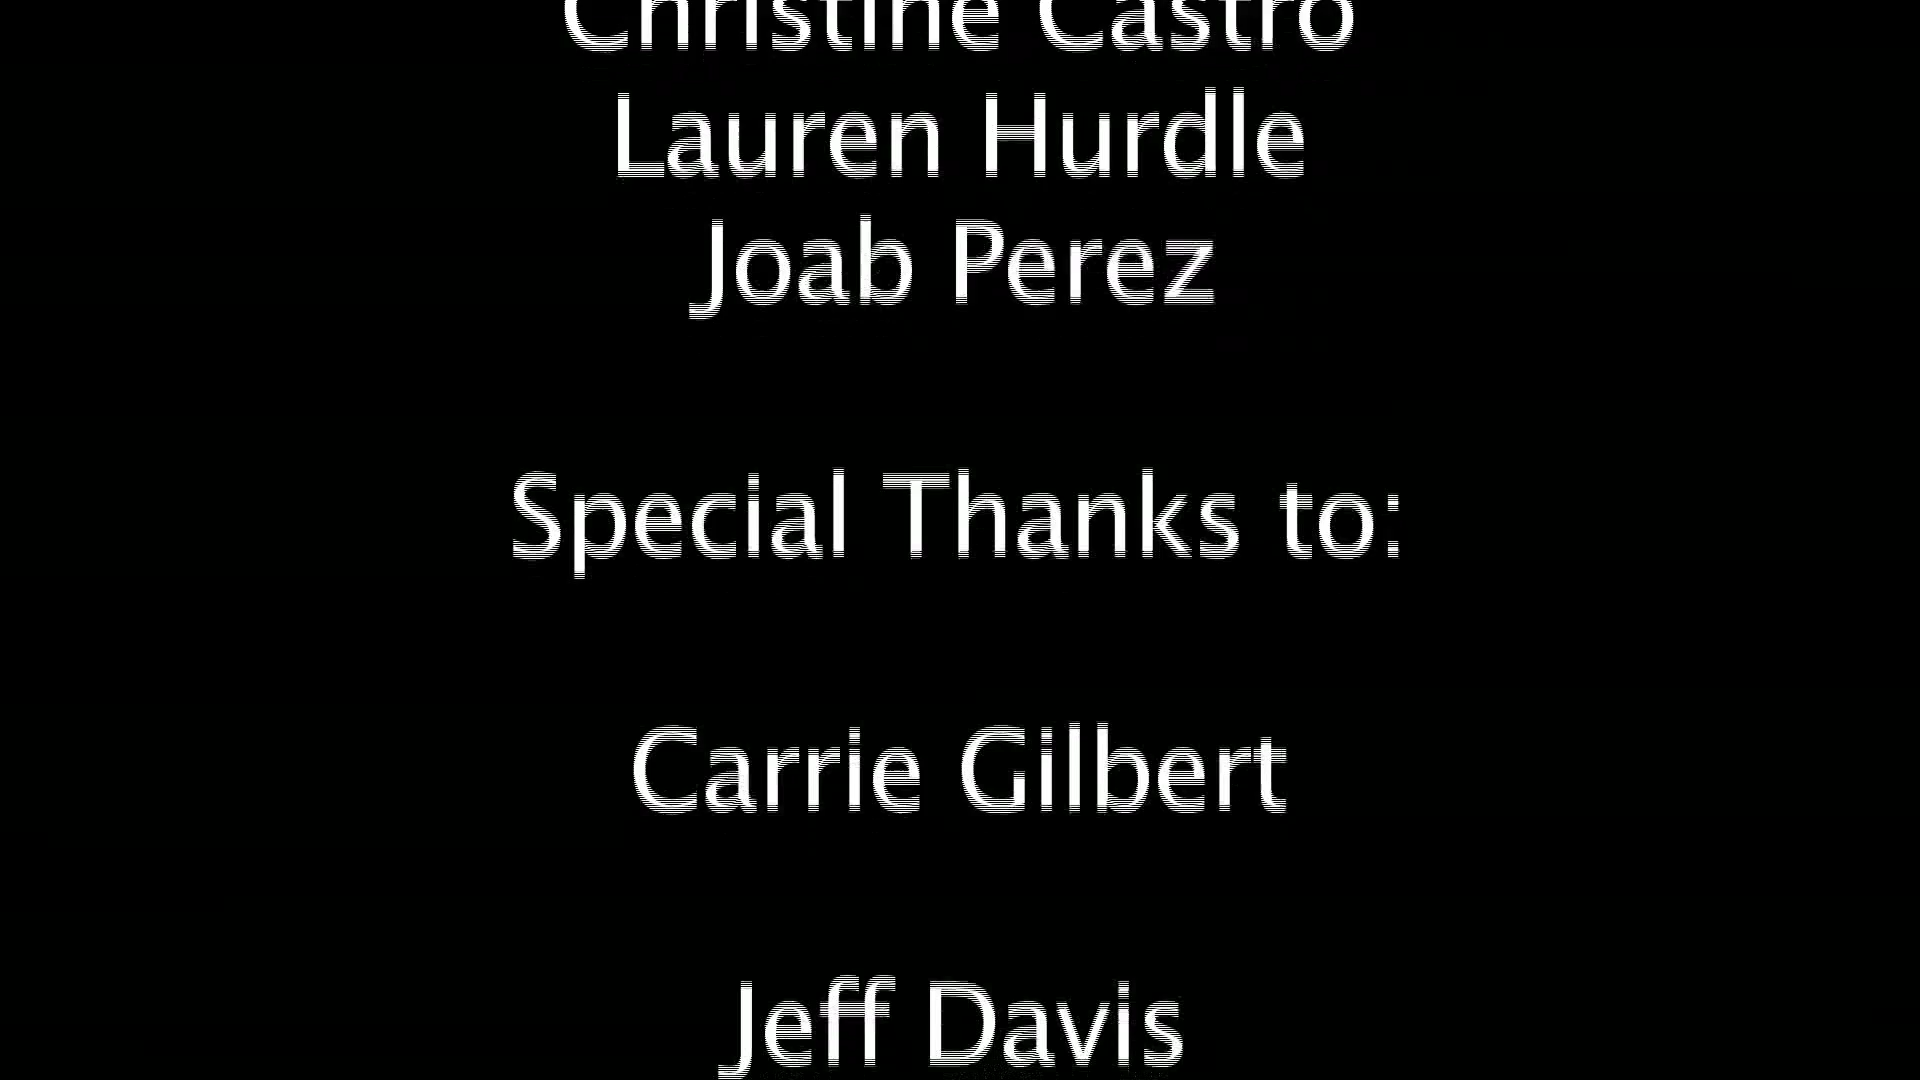 Christine Castro
Lauren Hurdle
Joab Perez
Special Thanks to:
Carrie Gilbert
Jeff Davis